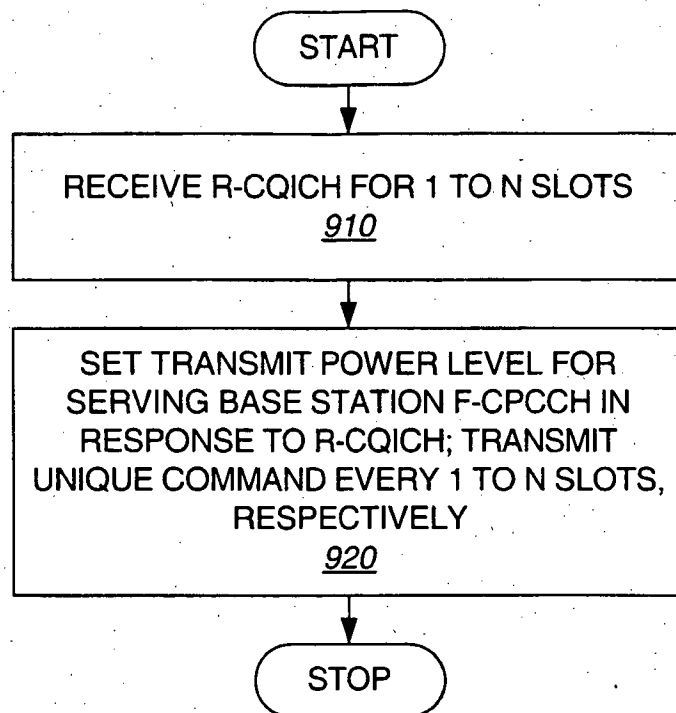 START
RECEIVE R-CQICH FOR 1 TO N SLOTS
910
SET TRANSMIT POWER LEVEL FOR
SERVING BASE STATION F-CPCCH IN
RESPONSE TO R-CQICH; TRANSMIT
UNIQUE COMMAND EVERY 1 TO N SLOTS,
RESPECTIVELY
920
STOP